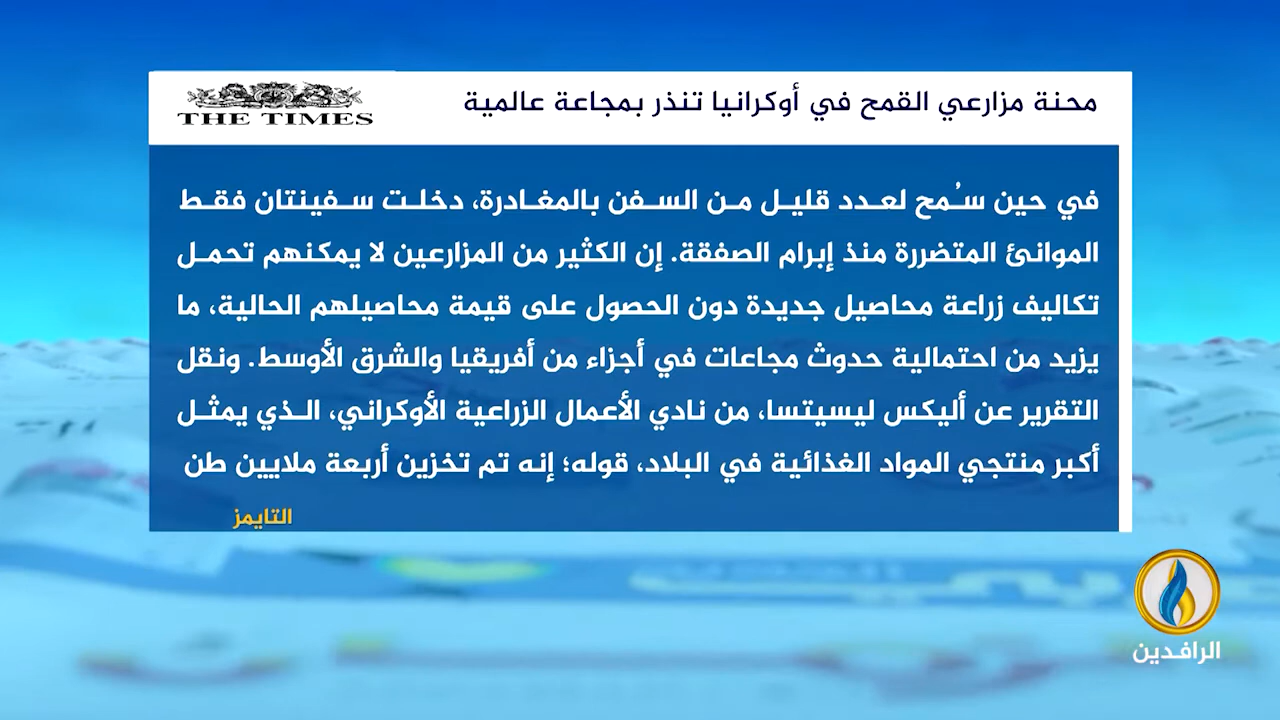 THE TIMES
محنة مزارعي القمح في أوكرانيا تنذر بمجاعة عالمية
في حين سُمح لعدد قليل من السفن بالمغادرة، دخلت سفينتان فقط
الموانئ المتضررة منذ إبرام الصفقة. إن الكثير من المزارعين لا يمكنهم تحمل
تكاليف زراعة محاصيل جديدة دون الحصول على قيمة محاصيلهم الحالية، ما
يزيد من احتمالية حدوث مجاعات في أجزاء من أفريقيا والشرق الأوسط. ونقل
التقرير عن أليكس ليسيتسا، من نادي الأعمال الزراعية الأوكراني، الذي يمثل
أكبر منتجي المواد الغذائية في البلاد، قوله؛ إنه تم تخزين أربعة ملايين طن
التايمز
الرافدين